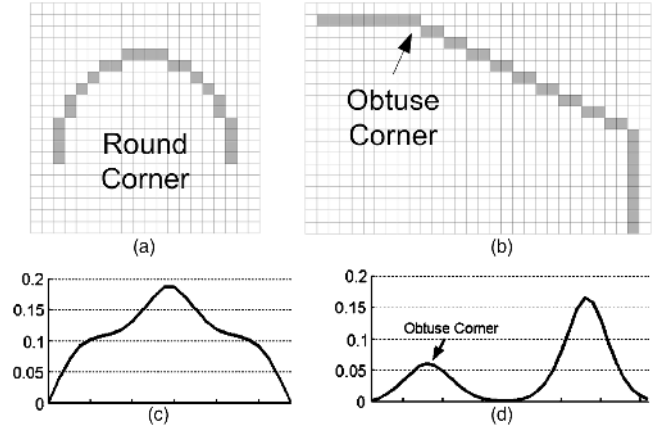 Round
Corner
(a)
Obtuse
Corner
(b)
0.2
0.15
0.1
0.05
0
(c)
0.2
0.15
0.1
0.05
0
Obtuse Corner
(d)